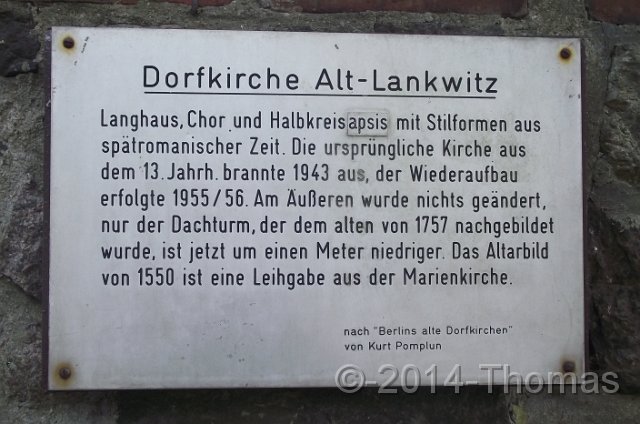 Dorfkirche Alt-Lankwitz
Langhaus, Chor und Halbkreisapsis mit Stilformen aus
spätromanischer Zeit. Die ursprüngliche Kirche aus
dem 13. Jahrh. brannte 1943 aus, der Wiederaufbau
erfolgte 1955/56. Am Äußeren wurde nichts geändert,
nur der Dachturm, der dem alten von 1757 nachgebildet
wurde, ist jetzt um einen Meter niedriger. Das Altarbild
von 1550 ist eine Leihgabe aus der Marienkirche.
nach "Berlins alte Dorfkirchen"
von Kurt Pomplun
©-2014-Thomas